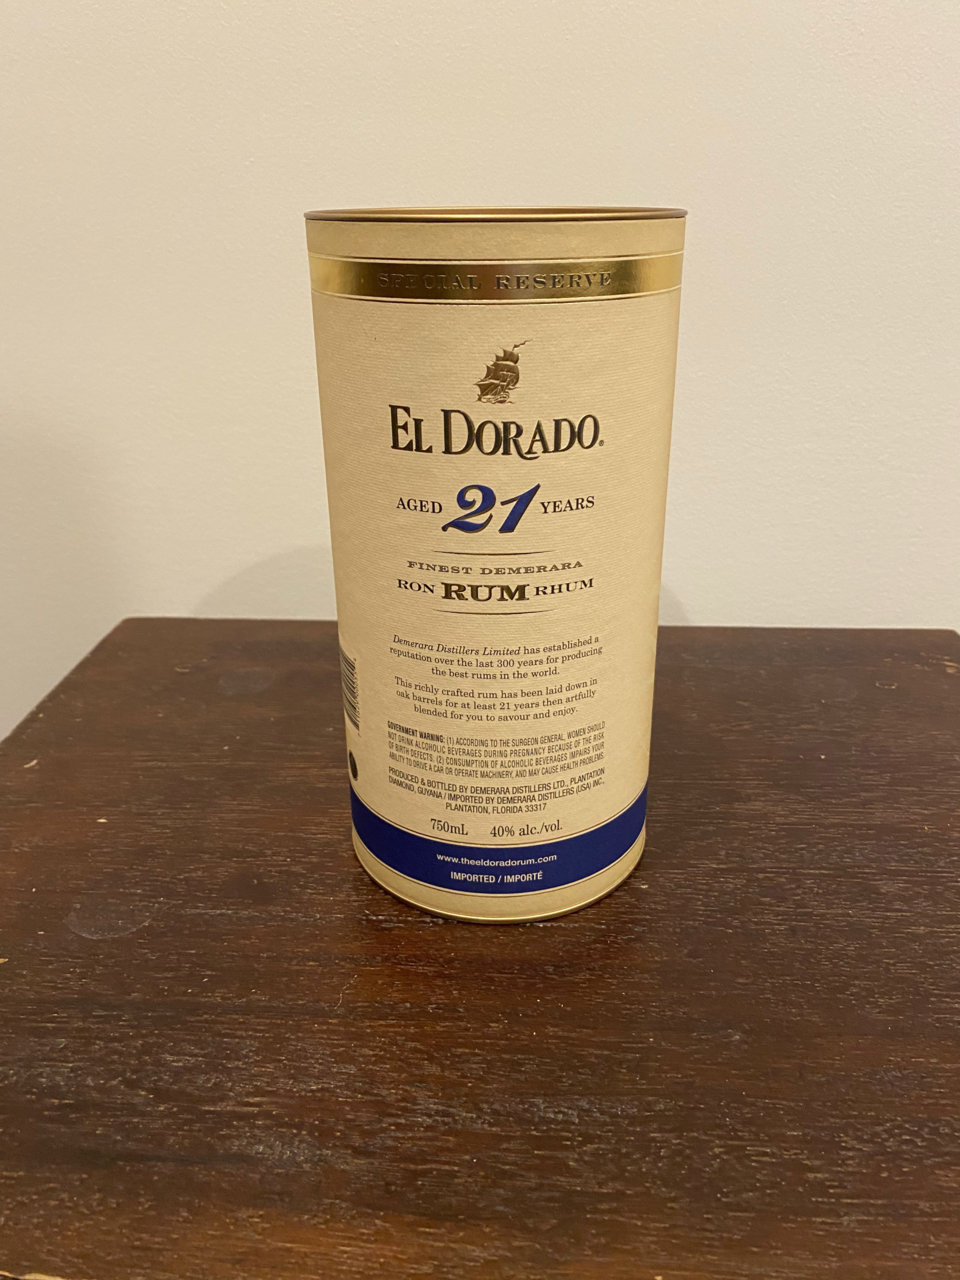 SPECIAL RESERVE
EL DORADO®
AGED 21 YEARS
FINEST DEMERARA
RON RUM RHUM
Demerara Distillers Limited has established a
reputation over the last 300 years for producing
the best rums in the world.
This richly crafted rum has been laid down in
oak barrels for at least 21 years then artfully
blended for you to savour and enjoy.
GOVERNMENT WARNING: (1) ACCORDING TO THE SURGEON GENERAL, WOMEN SHOULD
NOT DRINK ALCOHOLIC BEVERAGES DURING PREGNANCY BECAUSE OF THE RISK
OF BIRTH DEFECTS. (2) CONSUMPTION OF ALCOHOLIC BEVERAGES IMPAIRS YOUR
ABILITY TO DRIVE A CAR OR OPERATE MACHINERY, AND MAY CAUSE HEALTH PROBLEMS.
PRODUCED & BOTTLED BY DEMERARA DISTILLERS LTD., PLANTATION
DIAMOND, GUYANA / IMPORTED BY DEMERARA DISTILLERS (USA) INC.,
PLANTATION, FLORIDA 33317
750mL 40% alc./vol.
www.theeldoradorum.com
IMPORTED / IMPORTÉ